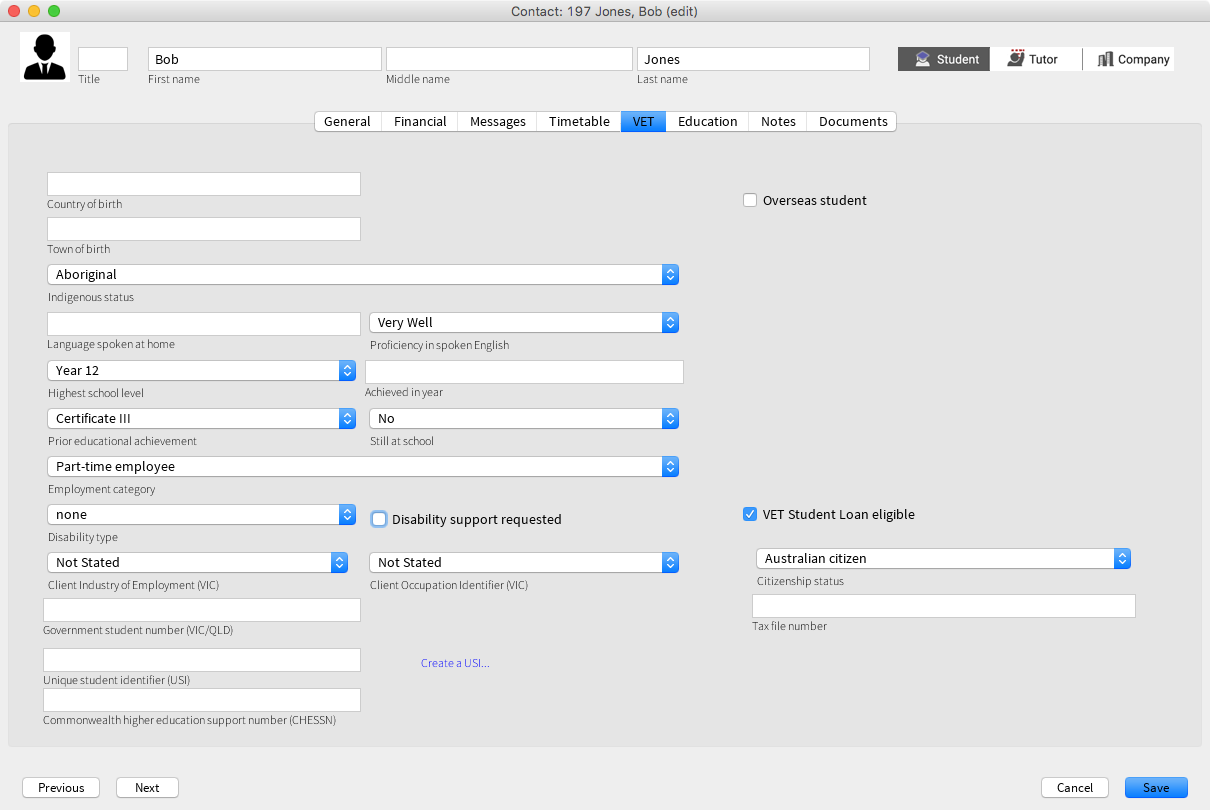 Contact: 197 Jones, Bob (edit)
Bob Jones
Title First name Middle name Last name
Student Tutor Company
General Financial Messages Timetable VET Education Notes Documents
Country of birth
Overseas student
Town of birth
Aboriginal
Indigenous status
Very Well
Language spoken at home Proficiency in spoken English
Year 12
Highest school level Achieved in year
Certificate III No
Prior educational achievement Still at school
Part-time employee
Employment category
none Disability support requested VET Student Loan eligible
Disability type
Not Stated Not Stated Australian citizen
Client Industry of Employment (VIC) Client Occupation Identifier (VIC) Citizenship status
Government student number (VIC/QLD) Tax file number
Create a USI...
Unique student identifier (USI)
Commonwealth higher education support number (CHESSN)
Previous Next Cancel Save